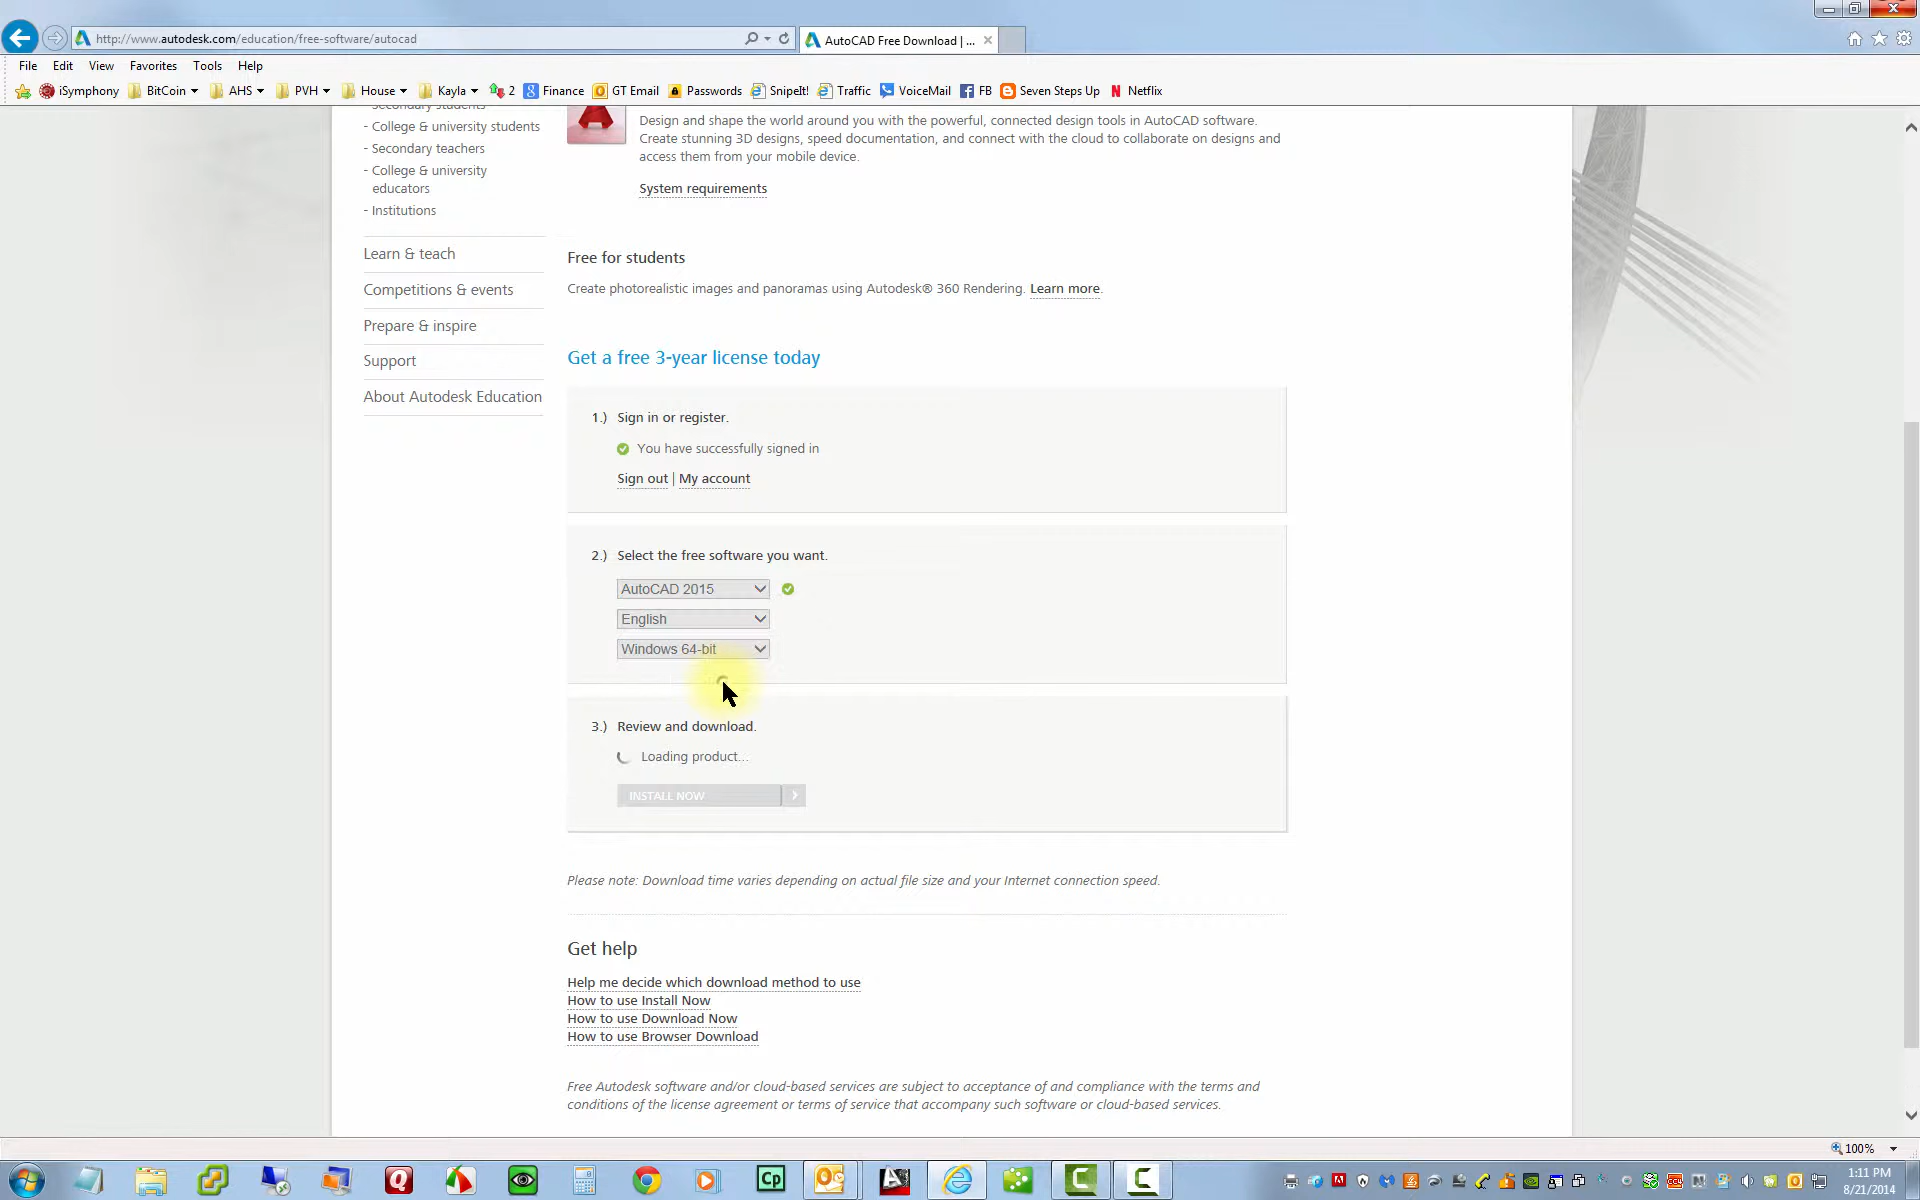 http://www.autodesk.com/education/free-software/autocad
AutoCAD Free Download | ...
File Edit View Favorites Tools Help
iSymphony BitCoin AHS PVH House Kayla 2 Finance GT Email Passwords SnipeIt! Traffic VoiceMail FB Seven Steps Up Netflix
Secondary students
- College & university students
- Secondary teachers
- College & university
educators
- Institutions
Learn & teach
Competitions & events
Prepare & inspire
Support
About Autodesk Education
Design and shape the world around you with the powerful, connected design tools in AutoCAD software.
Create stunning 3D designs, speed documentation, and connect with the cloud to collaborate on designs and
access them from your mobile device.
System requirements
Free for students
Create photorealistic images and panoramas using Autodesk® 360 Rendering. Learn more.
Get a free 3-year license today
1.) Sign in or register.
You have successfully signed in
Sign out | My account
2.) Select the free software you want.
AutoCAD 2015
English
Windows 64-bit
3.) Review and download.
Loading product...
INSTALL NOW
Please note: Download time varies depending on actual file size and your Internet connection speed.
Get help
Help me decide which download method to use
How to use Install Now
How to use Download Now
How to use Browser Download
Free Autodesk software and/or cloud-based services are subject to acceptance of and compliance with the terms and
conditions of the license agreement or terms of service that accompany such software or cloud-based services.
100%
1:11 PM
8/21/2014